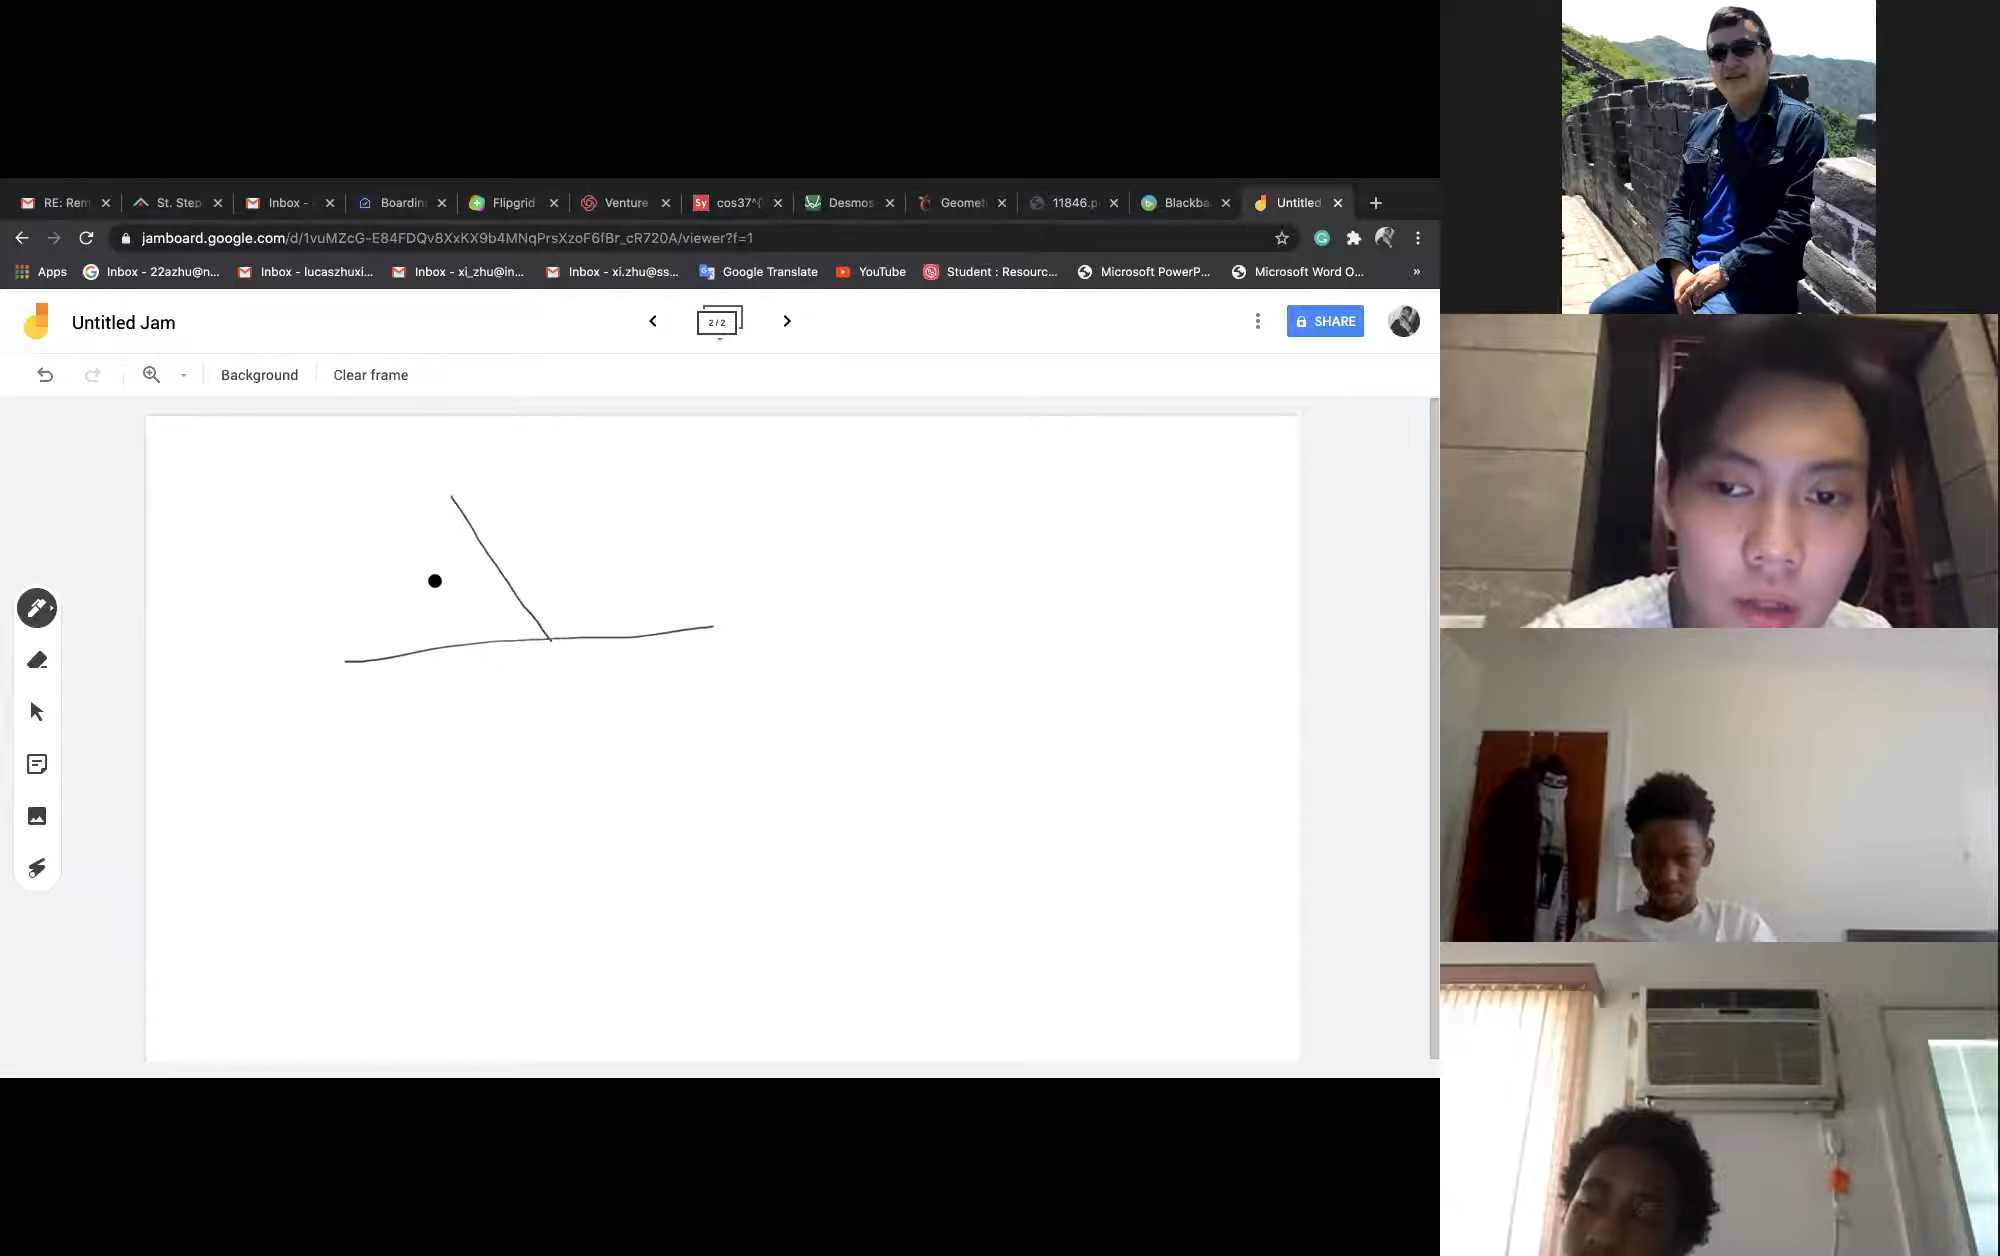 RE: Rem St. Step Inbox - Boardin Flipgrid Venture Sy cos37^( Desmos Geomet 11846.p Blackba Untitled
jamboard.google.com/d/1vuMZcG-E84FDQv8XxKX9b4MNqPrsXzoF6fBr_cR720A/viewer?f=1
Apps Inbox - 22azhu@n... Inbox - lucaszhuxi... Inbox - xi_zhu@in... Inbox - xi.zhu@ss... Google Translate YouTube Student : Resourc... Microsoft PowerP... Microsoft Word O... »
Untitled Jam 2/2 SHARE
Background Clear frame